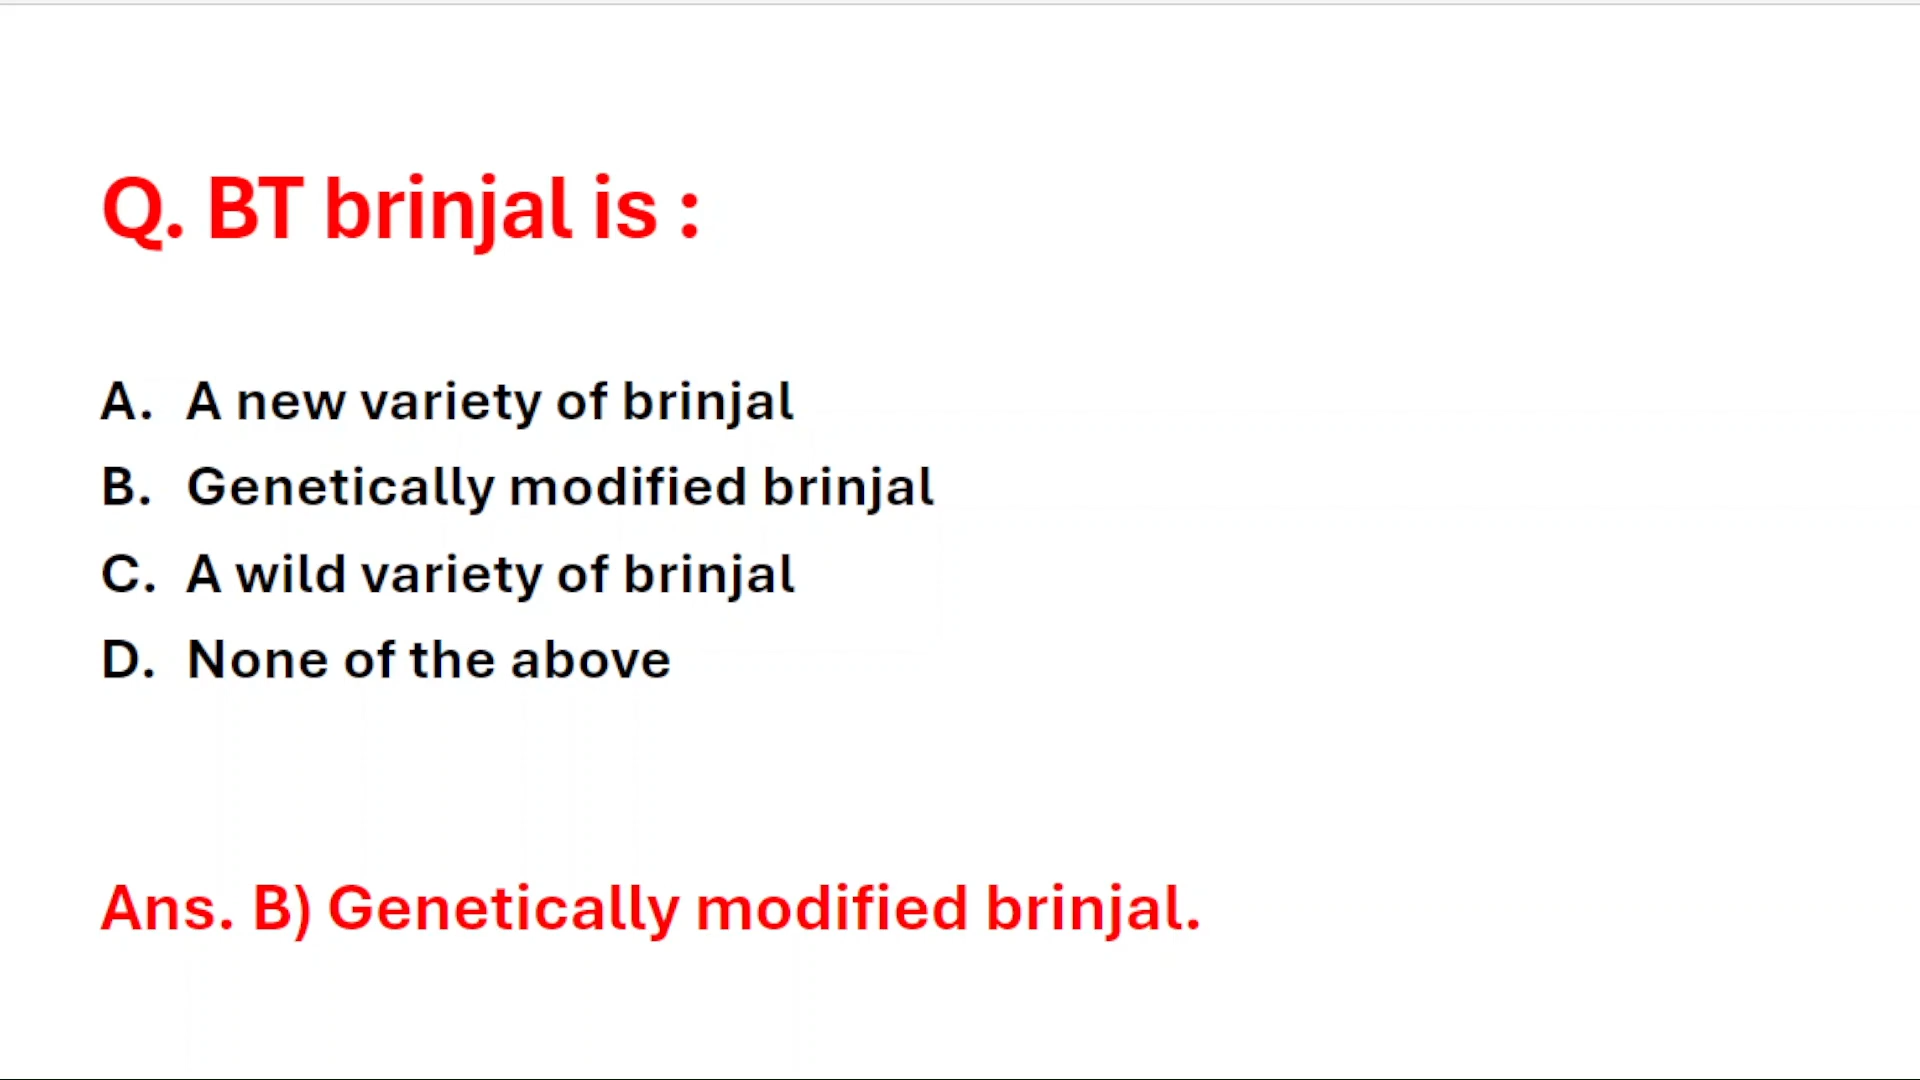 Q. BT brinjal is :
A. A new variety of brinjal
B. Genetically modified brinjal
C. A wild variety of brinjal
D. None of the above
Ans. B) Genetically modified brinjal.